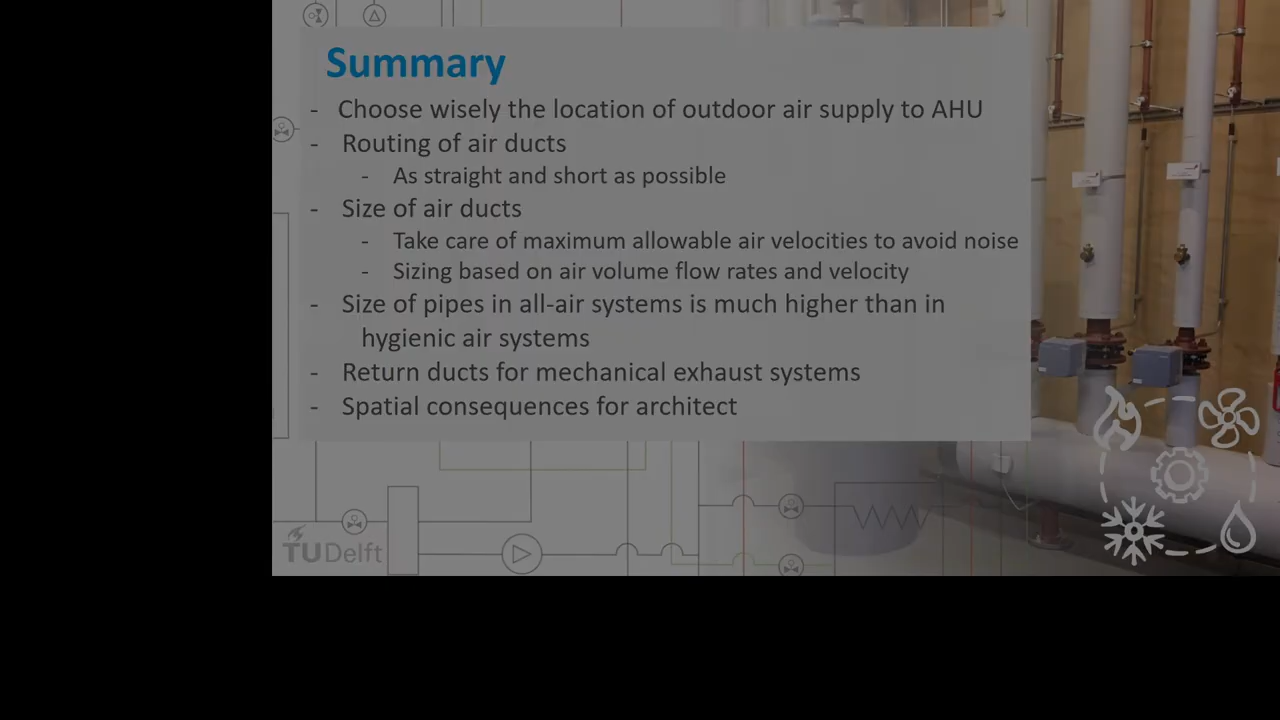 Summary
- Choose wisely the location of outdoor air supply to AHU
- Routing of air ducts
- As straight and short as possible
- Size of air ducts
- Take care of maximum allowable air velocities to avoid noise
- Sizing based on air volume flow rates and velocity
- Size of pipes in all-air systems is much higher than in
hygienic air systems
- Return ducts for mechanical exhaust systems
- Spatial consequences for architect
TUDelft